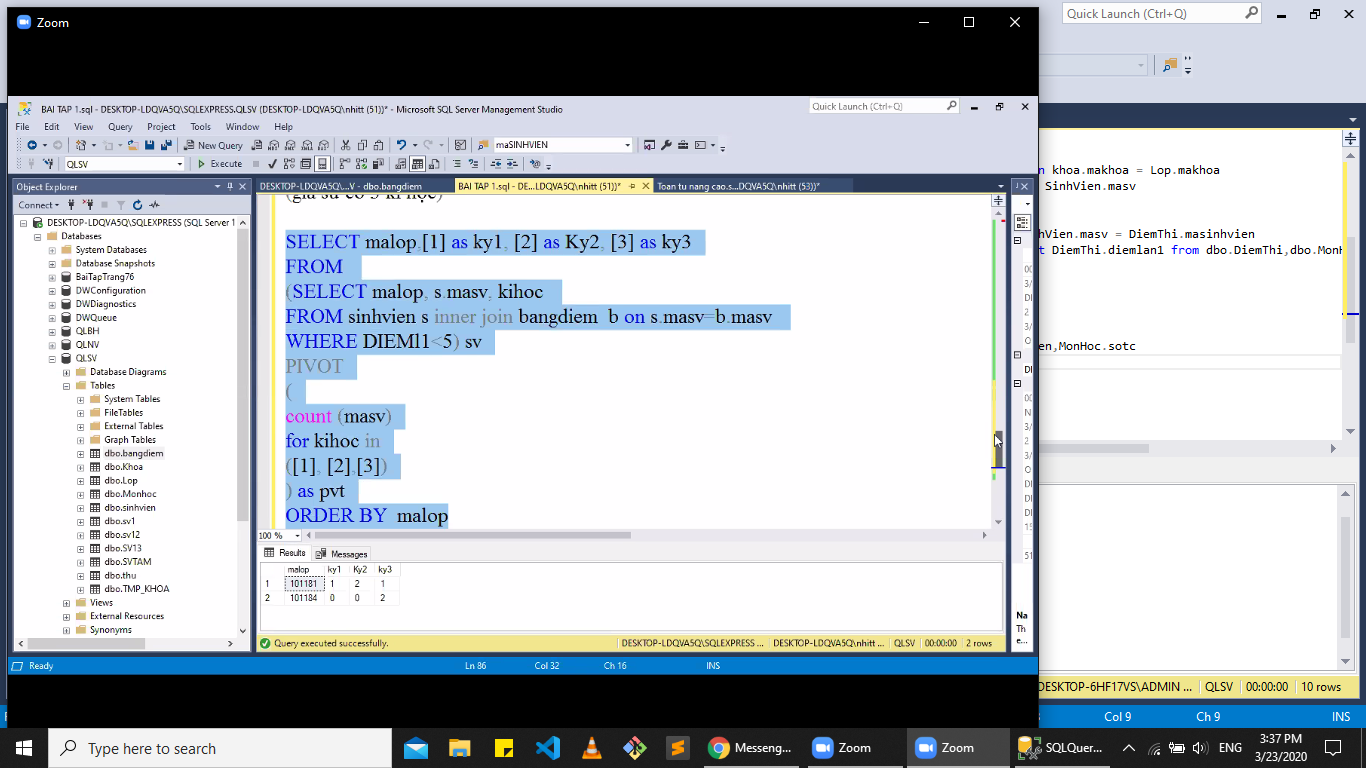 Zoom
Quick Launch (Ctrl+Q)
BAI TAP 1.sql - DESKTOP-LDQVA5Q\SQLEXPRESS.QLSV (DESKTOP-LDQVA5Q\nhitt (51))* - Microsoft SQL Server Management Studio
Quick Launch (Ctrl+Q)
File Edit View Query Project Tools Window Help
New Query
maSINHVIEN
QLSV
Execute
Object Explorer
Connect
DESKTOP-LDQVA5Q\SQLEXPRESS (SQL Server 1
Databases
System Databases
Database Snapshots
BaiTapTrang76
DWConfiguration
DWDiagnostics
DWQueue
QLBH
QLNV
QLSV
Database Diagrams
Tables
System Tables
FileTables
External Tables
Graph Tables
dbo.bangdiem
dbo.Khoa
dbo.Lop
dbo.Monhoc
dbo.sinhvien
dbo.sv1
dbo.sv12
dbo.SV13
dbo.SVTAM
dbo.thu
dbo.TMP_KHOA
Views
External Resources
Synonyms
DESKTOP-LDQVA5Q\...V - dbo.bangdiem
BAI TAP 1.sql - DE...LDQVA5Q\nhitt (51))*
Toan tu nang cao.s...DQVA5Q\nhitt (53))*
SELECT malop,[1] as ky1, [2] as Ky2, [3] as ky3
FROM
(SELECT malop, s.masv, kihoc
FROM sinhvien s inner join bangdiem b on s.masv=b.masv
WHERE DIEMl1<5) sv
PIVOT
(
count (masv)
for kihoc in
([1], [2],[3])
) as pvt
ORDER BY malop
100 %
Results Messages
malop ky1 Ky2 ky3
1 101181 1 2 1
2 101184 0 0 2
Query executed successfully.
DESKTOP-LDQVA5Q\SQLEXPRESS ... DESKTOP-LDQVA5Q\nhitt ... QLSV 00:00:00 2 rows
Ready Ln 86 Col 32 Ch 16 INS
n khoa.makhoa = Lop.makhoa
SinhVien.masv
hVien.masv = DiemThi.masinhvien
t DiemThi.diemlan1 from dbo.DiemThi,dbo.MonH
en,MonHoc.sotc
Na
Th
e...
DESKTOP-6HF17VS\ADMIN ... QLSV 00:00:00 10 rows
Col 9 Ch 9 INS
Type here to search
Messeng...
Zoom
Zoom
SQLQuer...
ENG
3:37 PM
3/23/2020